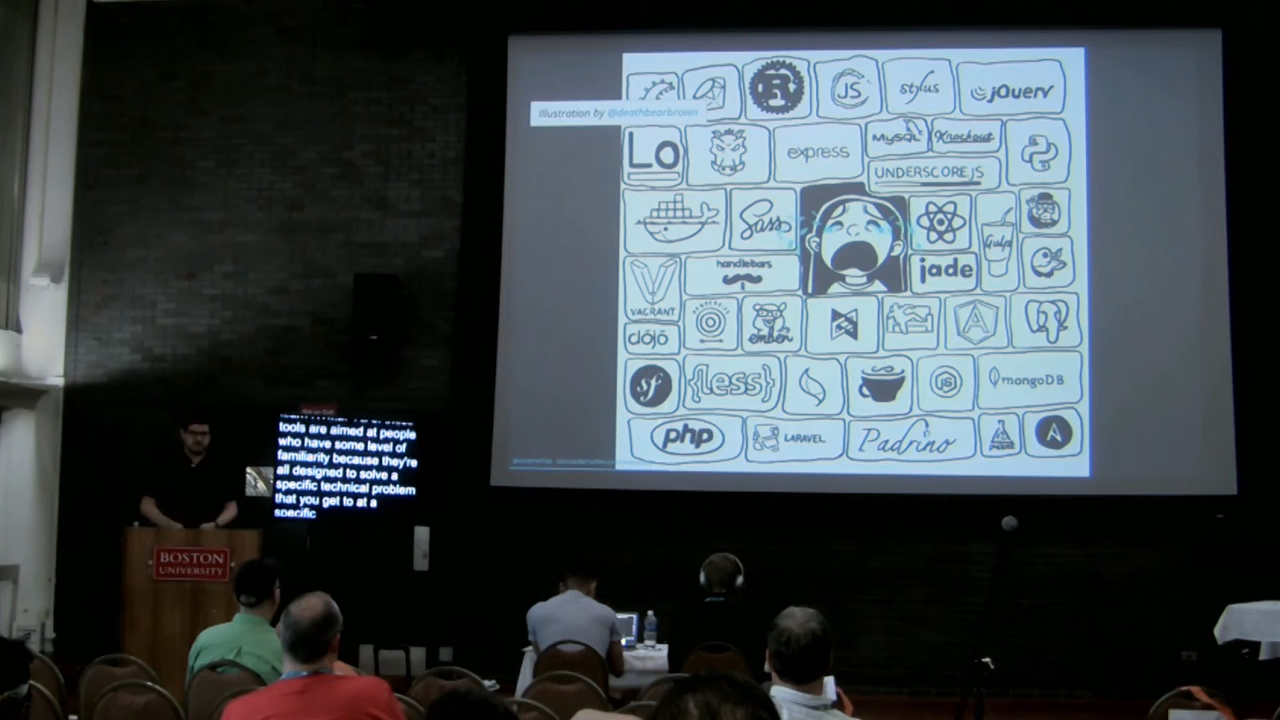 JS
stylus
jQuery
Illustration by @deathbearbrown
Lo
express
MySQL
Knockout
UNDERSCORE.JS
Sass
Gulp
handlebars
jade
VAGRANT
ember
dojo
A
sf
{less}
JS
mongoDB
php
LARAVEL
Padrino
A
tools are aimed at people
who have some level of
familiarity because they're
all designed to solve a
specific technical problem
that you get to at a
specific
BOSTON
UNIVERSITY